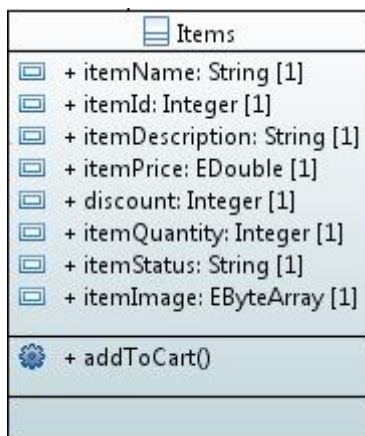 Items
+ itemName: String [1]
+ itemId: Integer [1]
+ itemDescription: String [1]
+ itemPrice: EDouble [1]
+ discount: Integer [1]
+ itemQuantity: Integer [1]
+ itemStatus: String [1]
+ itemImage: EByteArray [1]
+ addToCart()